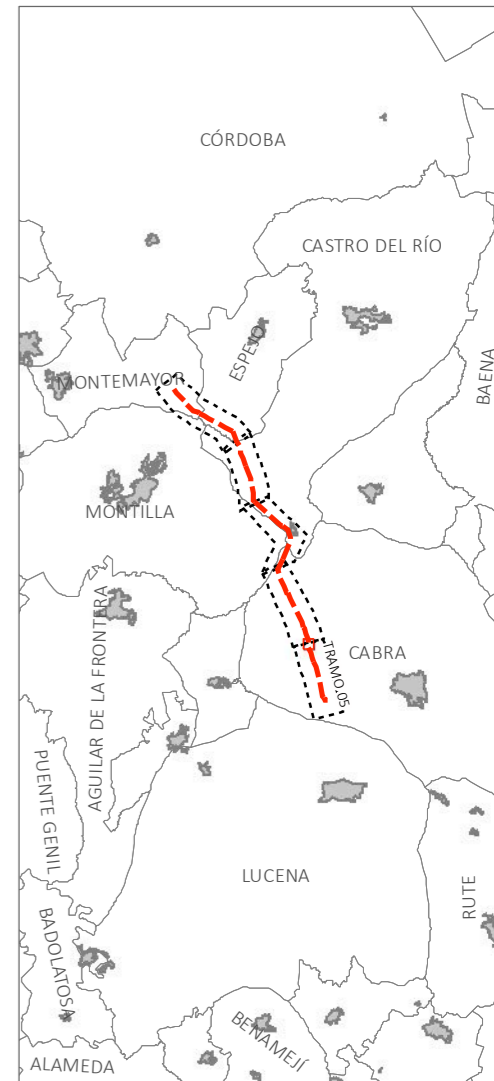 CÓRDOBA
CASTRO DEL RÍO
ESPEJO
BAENA
MONTEMAYOR
MONTILLA
AGUILAR DE LA FRONTERA
TRAMO.05
CABRA
PUENTE GENIL
LUCENA
RUTE
BADOLATOSA
BENAMEJÍ
ALAMEDA